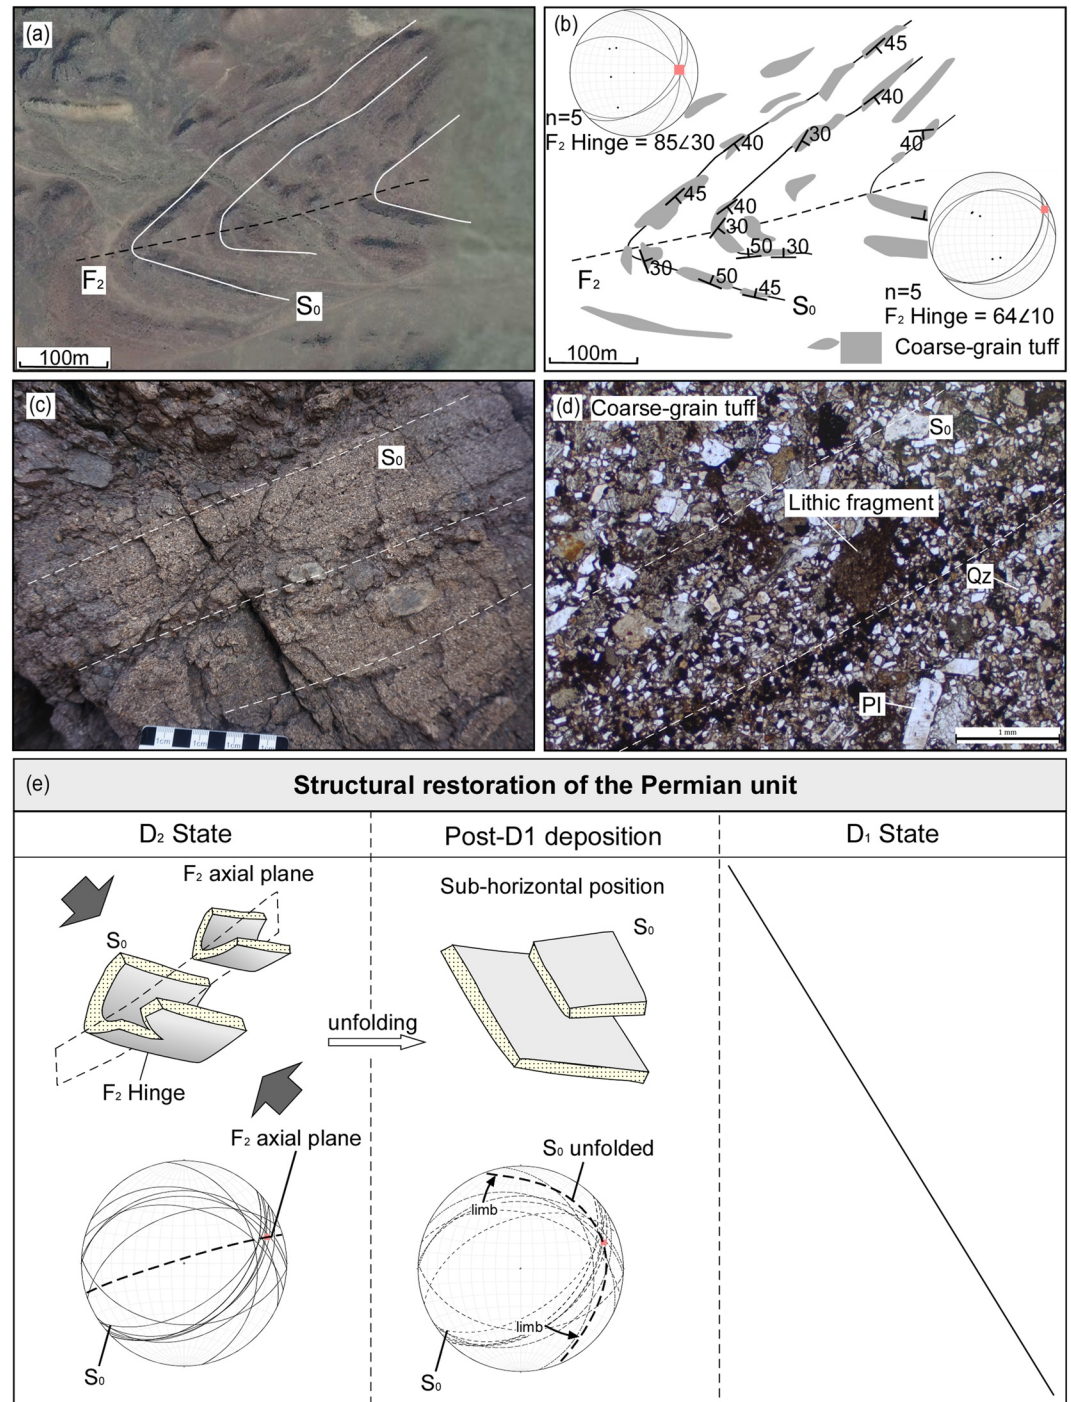 (a)
F₂
S₀
100m
(b)
n=5
F₂ Hinge = 85∠30
45
40
30
40
40
45
40
30
50
30
30
50
45
F₂
S₀
n=5
F₂ Hinge = 64∠10
100m
Coarse-grain tuff
(c)
S₀
1cm
1cm
(d)
Coarse-grain tuff
S₀
Lithic fragment
Qz
Pl
1 mm
(e)
Structural restoration of the Permian unit
D₂ State
Post-D1 deposition
D₁ State
F₂ axial plane
S₀
F₂ Hinge
unfolding
Sub-horizontal position
S₀
F₂ axial plane
S₀
S₀ unfolded
limb
limb
S₀